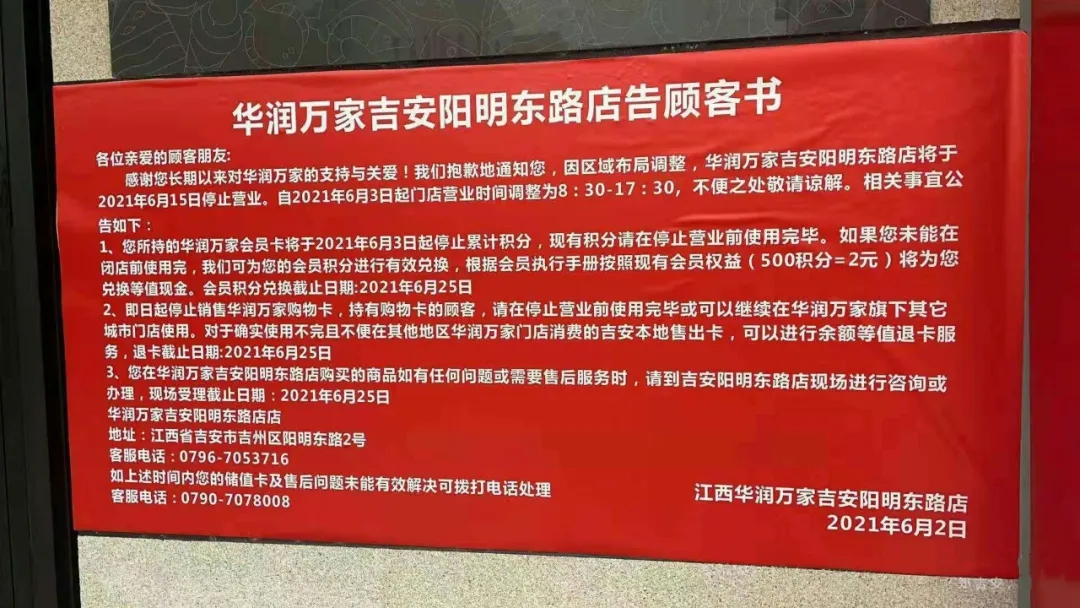 华润万家吉安阳明东路店告顾客书
各位亲爱的顾客朋友:
感谢您长期以来对华润万家的支持与关爱！我们抱歉地通知您，因区域布局调整，华润万家吉安阳明东路店将于
2021年6月15日停止营业。自2021年6月3日起门店营业时间调整为8：30-17：30，不便之处敬请谅解。相关事宜公
告如下：
1、您所持的华润万家会员卡将于2021年6月3日起停止累计积分，现有积分请在停止营业前使用完毕。如果您未能在
闭店前使用完，我们可为您的会员积分进行有效兑换，根据会员执行手册按照现有会员权益（500积分=2元）将为您
兑换等值现金。会员积分兑换截止日期:2021年6月25日
2、即日起停止销售华润万家购物卡，持有购物卡的顾客，请在停止营业前使用完毕或可以继续在华润万家旗下其它
城市门店使用。对于确实使用不完且不便在其他地区华润万家门店消费的吉安本地售出卡，可以进行余额等值退卡服
务，退卡截止日期:2021年6月25日
3、您在华润万家吉安阳明东路店购买的商品如有任何问题或需要售后服务时，请到吉安阳明东路店现场进行咨询或
办理，现场受理截止日期：2021年6月25日
华润万家吉安阳明东路店店
地址：江西省吉安市吉州区阳明东路2号
客服电话：0796-7053716
如上述时间内您的储值卡及售后问题未能有效解决可拨打电话处理
客服电话：0790-7078008
江西华润万家吉安阳明东路店
2021年6月2日